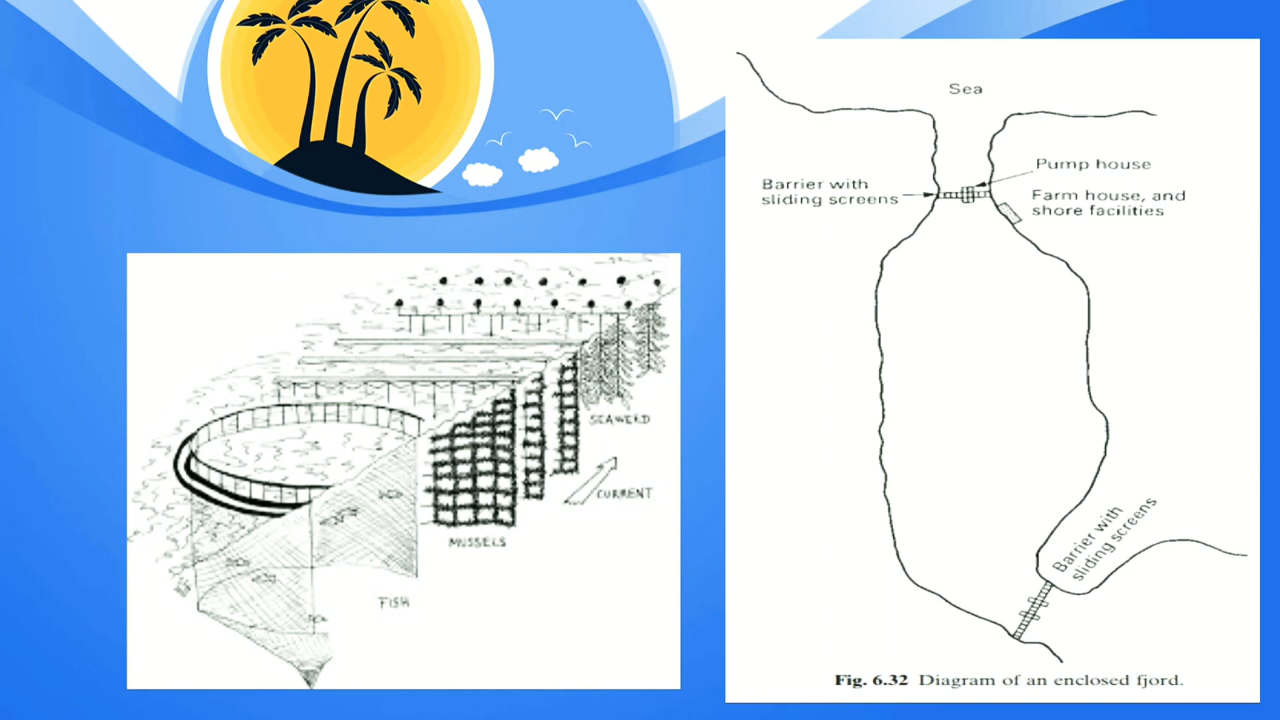 SEAWEED
CURRENT
MUSSELS
FISH
Sea
Pump house
Barrier with
sliding screens
Farm house, and
shore facilities
Barrier with
sliding screens
Fig. 6.32 Diagram of an enclosed fjord.